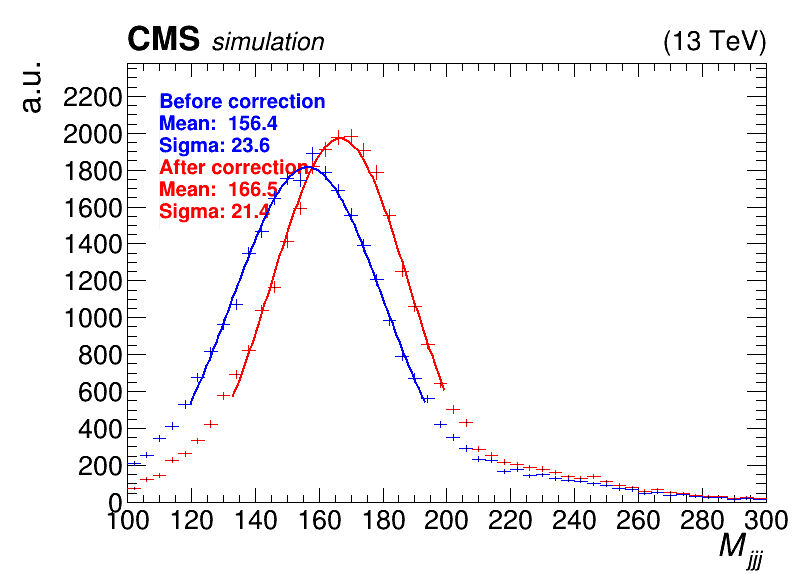 CMS simulation (13 TeV)
a.u.
2200
2000
1800
1600
1400
1200
1000
800
600
400
200
0
Before correction
Mean: 156.4
Sigma: 23.6
After correction
Mean: 166.5
Sigma: 21.4
100 120 140 160 180 200 220 240 260 280 300
M jjj